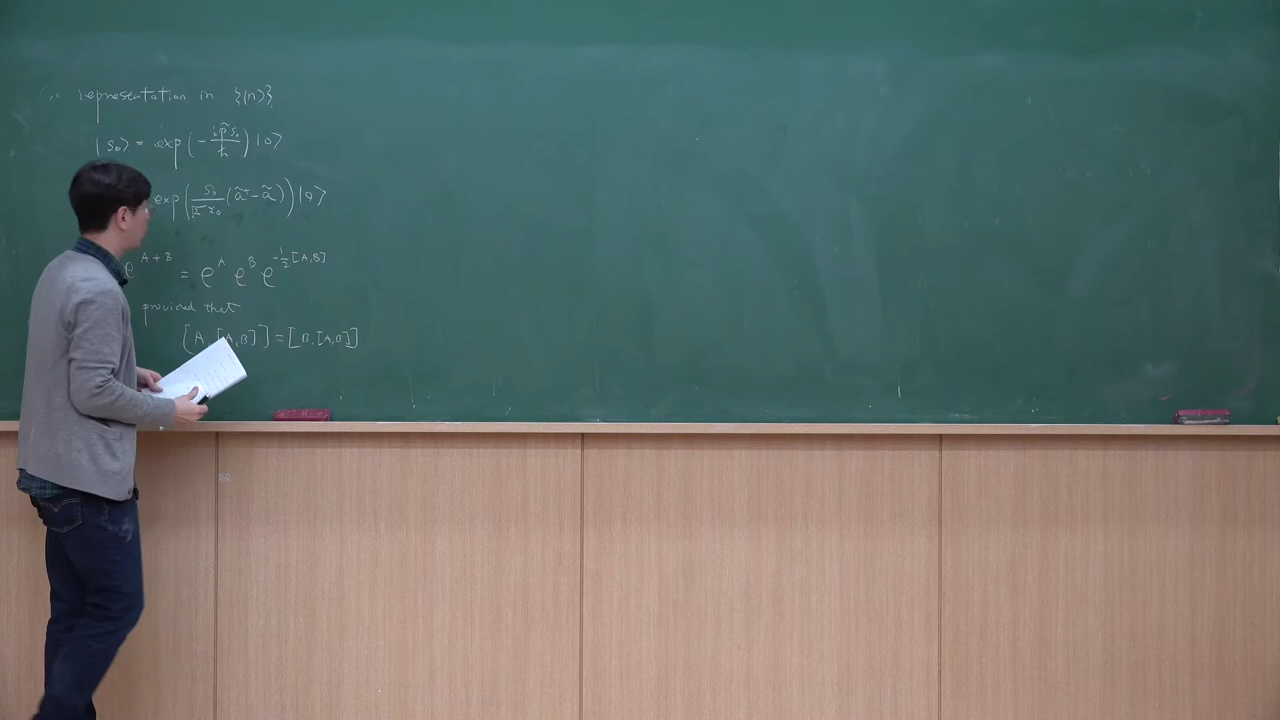 representation in {|n>}
|s₀> = exp(-ip̃s₀/ħ)|0>
exp(s₀/√2 x₀ (ã⁺-ã))|0>
e^{A+B} = e^A e^B e^{-½[A,B]}
provided that
[A,[A,B]] = [B,[A,B]]